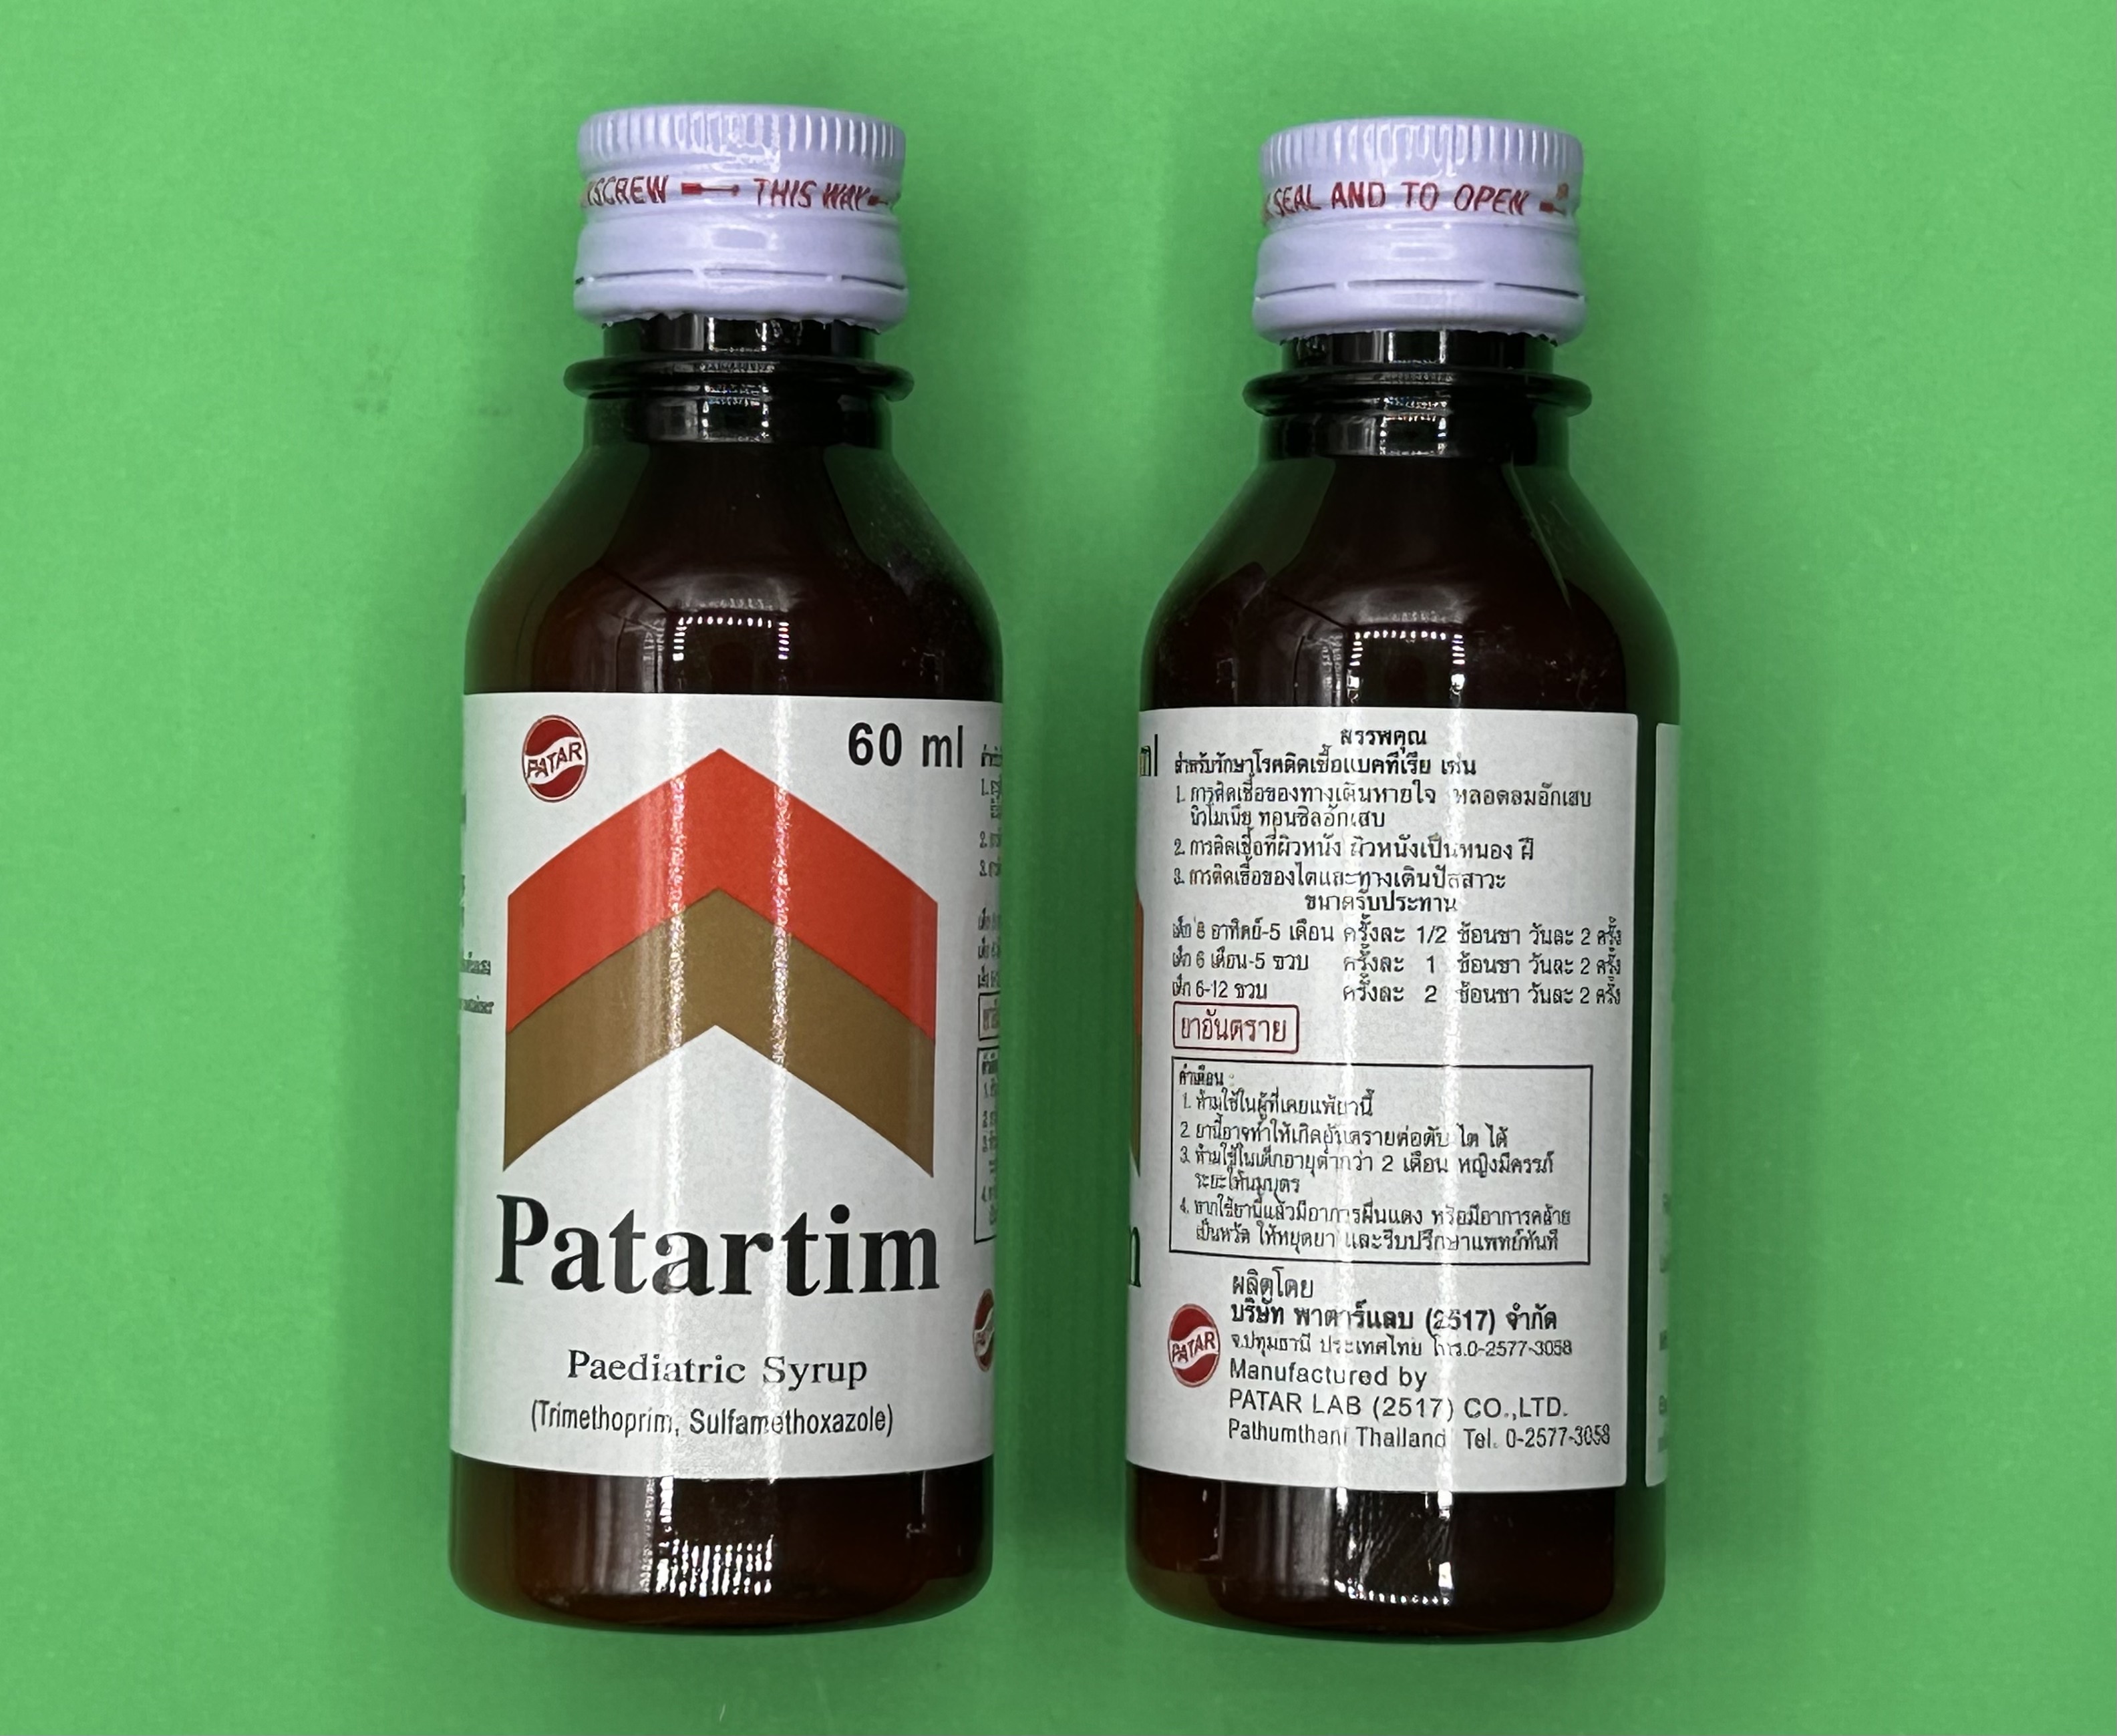 SCREW THIS WAY
PATAR
60 ml
Patartim
Paediatric Syrup
(Trimethoprim, Sulfamethoxazole)
SEAL AND TO OPEN
สรรพคุณ
สำหรับรักษาโรคติดเชื้อแบคทีเรีย เช่น
1. การติดเชื้อของทางเดินหายใจ หลอดลมอักเสบ
นิวโมเนีย ทอนซิลอักเสบ
2. การติดเชื้อที่ผิวหนัง ผิวหนังเป็นหนอง ฝี
3. การติดเชื้อของไตและทางเดินปัสสาวะ
ขนาดรับประทาน
เด็ก 8 อาทิตย์-5 เดือน ครั้งละ 1/2 ช้อนชา วันละ 2 ครั้ง
เด็ก 6 เดือน-5 ขวบ ครั้งละ 1 ช้อนชา วันละ 2 ครั้ง
เด็ก 6-12 ขวบ ครั้งละ 2 ช้อนชา วันละ 2 ครั้ง
ยาอันตราย
คำเตือน :
1. ห้ามใช้ในผู้ที่เคยแพ้ยานี้
2. ยานี้อาจทำให้เกิดอันตรายต่อตับ ไต ได้
3. ห้ามใช้ในเด็กอายุต่ำกว่า 2 เดือน หญิงมีครรภ์
ระยะให้นมบุตร
4. หากใช้ยานี้แล้วมีอาการผื่นแดง หรือมีอาการคล้าย
เป็นหวัด ให้หยุดยา และรีบปรึกษาแพทย์ทันที
ผลิตโดย
บริษัท พาตาร์แลบ (2517) จำกัด
จ.ปทุมธานี ประเทศไทย โทร.0-2577-3058
PATAR
Manufactured by
PATAR LAB (2517) CO.,LTD.
Pathumthani Thailand Tel. 0-2577-3058